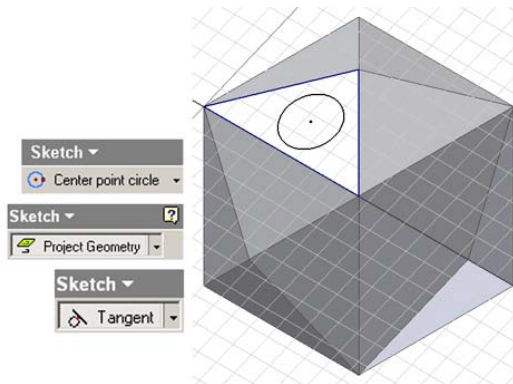 Sketch
Center point circle
Sketch ?
Project Geometry
Sketch
Tangent